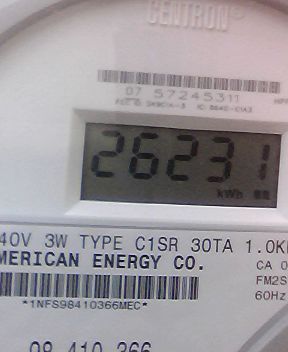 CENTRON®
07 57245311
26231
kWh
40V 3W TYPE C1SR 30TA 1.0K
MERICAN ENERGY CO.
CA 0
FM2S
60Hz
*1NFS98410366MEC*
98 410 366